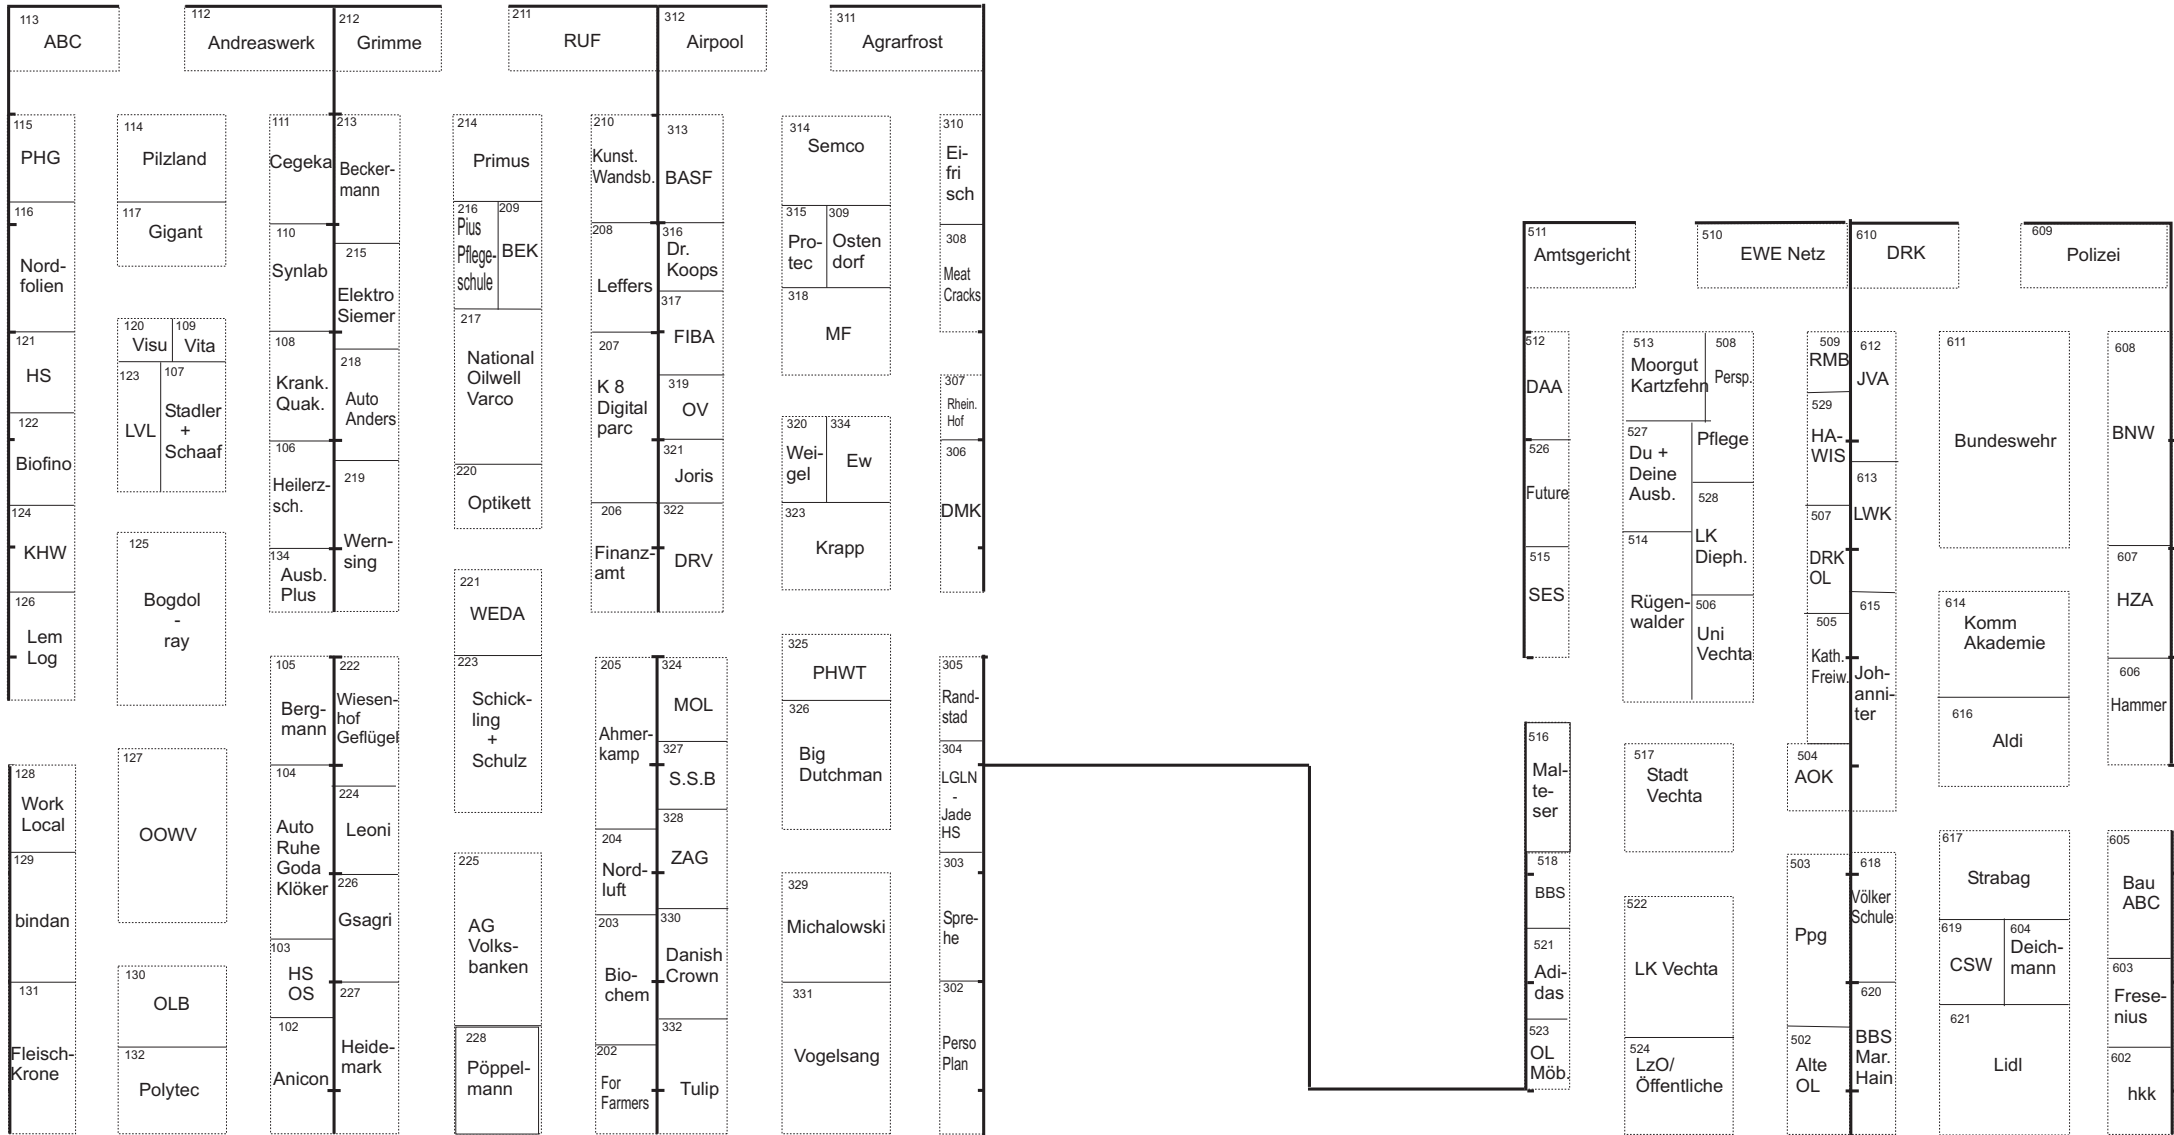 113
ABC
112
Andreaswerk
212
Grimme
211
RUF
312
Airpool
311
Agrarfrost
115
PHG
116
Nord-
folien
121
HS
122
Biofino
124
KHW
126
Lem
Log
128
Work
Local
129
bindan
131
Fleisch-
Krone
114
Pilzland
117
Gigant
120
Visu
109
Vita
123
LVL
107
Stadler
+
Schaaf
125
Bogdol
-
ray
127
OOWV
130
OLB
132
Polytec
111
Cegeka
110
Synlab
108
Krank.
Quak.
106
Heilerz-
sch.
134
Ausb.
Plus
105
Berg-
mann
104
Auto
Ruhe
Goda
Klöker
103
HS
OS
102
Anicon
213
Becker-
mann
215
Elektro
Siemer
218
Auto
Anders
219
Wern-
sing
222
Wiesen-
hof
Geflügel
224
Leoni
226
Gsagri
227
Heide-
mark
214
Primus
216
Pius
Pflege-
schule
209
BEK
217
National
Oilwell
Varco
220
Optikett
221
WEDA
223
Schick-
ling
+
Schulz
225
AG
Volks-
banken
228
Pöppel-
mann
210
Kunst.
Wandsb.
208
Leffers
207
K 8
Digital
parc
206
Finanz-
amt
205
Ahmer-
kamp
204
Nord-
luft
203
Bio-
chem
202
For
Farmers
313
BASF
316
Dr.
Koops
317
FIBA
319
OV
321
Joris
322
DRV
324
MOL
327
S.S.B
328
ZAG
330
Danish
Crown
332
Tulip
314
Semco
315
Pro-
tec
309
Osten
dorf
318
MF
320
Wei-
gel
334
Ew
323
Krapp
325
PHWT
326
Big
Dutchman
329
Michalowski
331
Vogelsang
310
Ei-
fri
sch
308
Meat
Cracks
307
Rhein.
Hof
306
DMK
305
Rand-
stad
304
LGLN
-
Jade
HS
303
Spre-
he
302
Perso
Plan
511
Amtsgericht
510
EWE Netz
610
DRK
609
Polizei
512
DAA
526
Future
515
SES
516
Mal-
te-
ser
518
BBS
521
Adi-
das
523
OL
Möb.
513
Moorgut
Kartzfehn
508
Persp.
Pflege
527
Du +
Deine
Ausb.
528
LK
Dieph.
514
Rügen-
walder
506
Uni
Vechta
517
Stadt
Vechta
522
LK Vechta
524
LzO/
Öffentliche
509
RMB
529
HA-
WIS
507
DRK
OL
505
Kath.
Freiw.
504
AOK
503
Ppg
502
Alte
OL
612
JVA
613
LWK
615
Joh-
anni-
ter
618
Völker
Schule
620
BBS
Mar.
Hain
611
Bundeswehr
614
Komm
Akademie
616
Aldi
617
Strabag
619
CSW
604
Deich-
mann
621
Lidl
608
BNW
607
HZA
606
Hammer
605
Bau
ABC
603
Frese-
nius
602
hkk